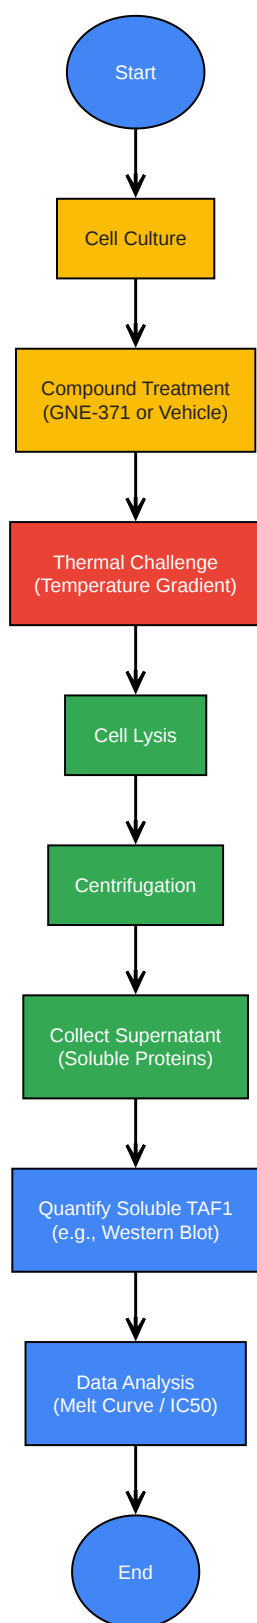 Start
Cell Culture
Compound Treatment
(GNE-371 or Vehicle)
Thermal Challenge
(Temperature Gradient)
Cell Lysis
Centrifugation
Collect Supernatant
(Soluble Proteins)
Quantify Soluble TAF1
(e.g., Western Blot)
Data Analysis
(Melt Curve / IC50)
End